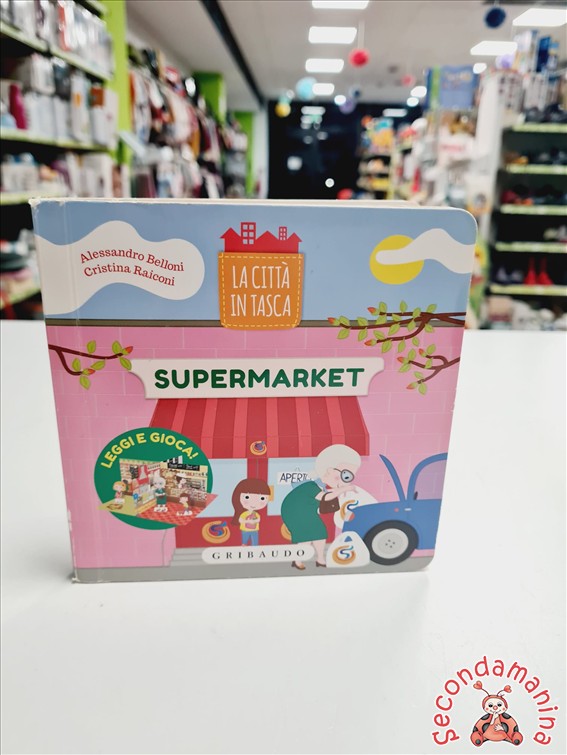 Alessandro Belloni
Cristina Raiconi
LA CITTÀ
IN TASCA
SUPERMARKET
LEGGI E GIOCA!
APERTO
GRIBAUDO
Secondamanina